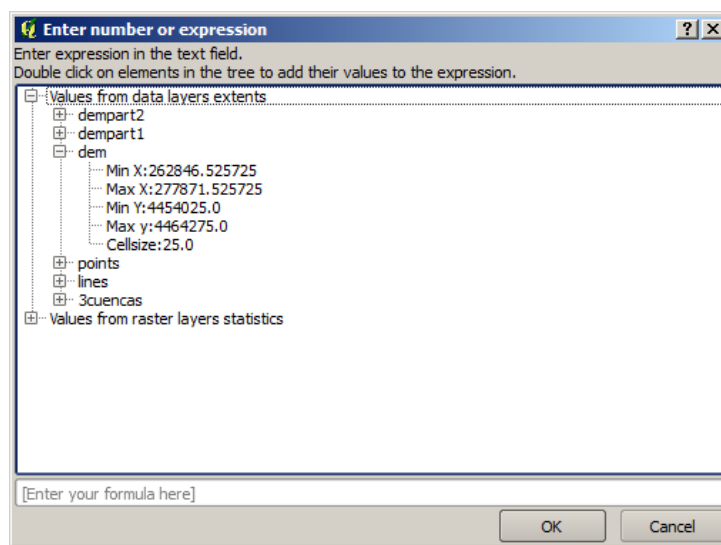 Enter number or expression
Enter expression in the text field.
Double click on elements in the tree to add their values to the expression.
Values from data layers extents
dempart2
dempart1
dem
Min X:262846.525725
Max X:277871.525725
Min Y:4454025.0
Max y:4464275.0
Cellsize:25.0
points
lines
3cuencas
Values from raster layers statistics
[Enter your formula here]
OK Cancel